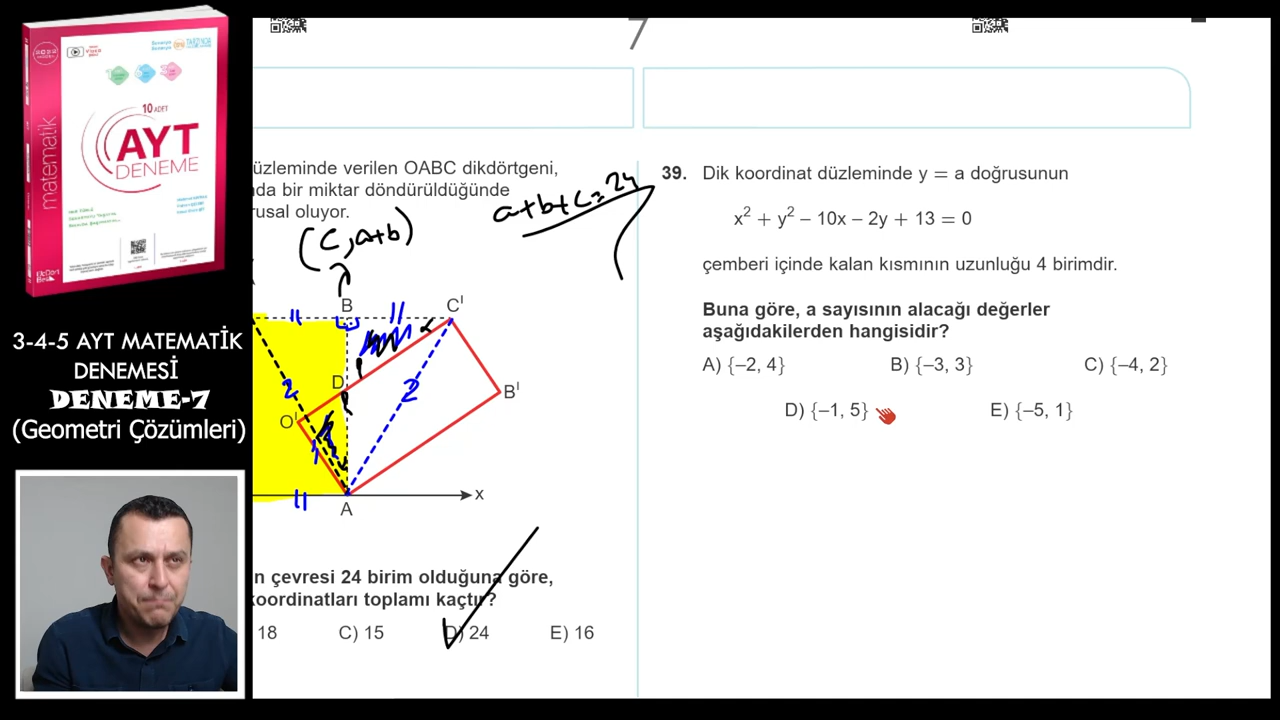 matematik
10 ADET
AYT
DENEME
3-4-5 AYT MATEMATİK
DENEMESİ
DENEME-7
(Geometri Çözümleri)
7
üzleminde verilen OABC dikdörtgeni,
da bir miktar döndürüldüğünde
rusal oluyor.
a+b+c=24
(c, a+b)
B
C'
2
D
2
B'
O'
x
A
n çevresi 24 birim olduğuna göre,
koordinatları toplamı kaçtır?
18 C) 15 D) 24 E) 16
39. Dik koordinat düzleminde y = a doğrusunun
x² + y² – 10x – 2y + 13 = 0
çemberi içinde kalan kısmının uzunluğu 4 birimdir.
Buna göre, a sayısının alacağı değerler
aşağıdakilerden hangisidir?
A) {–2, 4} B) {–3, 3} C) {–4, 2}
D) {–1, 5} E) {–5, 1}